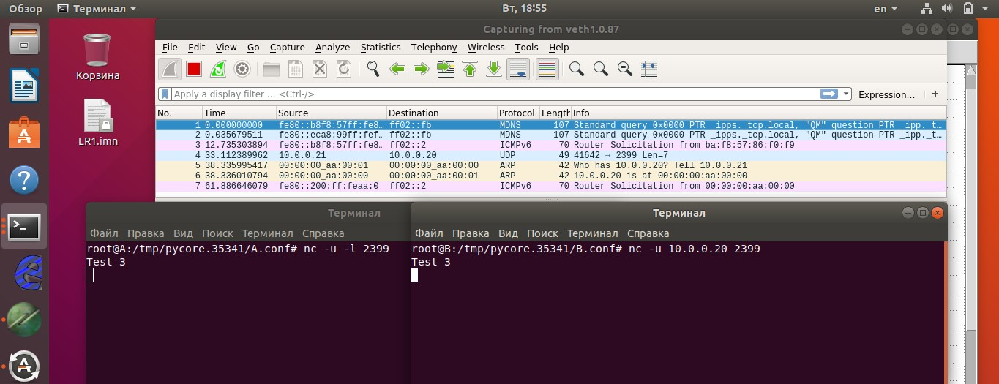 Обзор Терминал Вт, 18:55 en
Capturing from veth1.0.87
File Edit View Go Capture Analyze Statistics Telephony Wireless Tools Help
Корзина
LR1.imn
Apply a display filter ... <Ctrl-/> Expression... +
No. Time Source Destination Protocol Length Info
1 0.000000000 fe80::b8f8:57ff:fe8… ff02::fb MDNS 107 Standard query 0x0000 PTR _ipps._tcp.local, "QM" question PTR _ipp._t…
2 0.035679511 fe80::eca8:99ff:fef… ff02::fb MDNS 107 Standard query 0x0000 PTR _ipps._tcp.local, "QM" question PTR _ipp._t…
3 12.735303894 fe80::b8f8:57ff:fe8… ff02::2 ICMPv6 70 Router Solicitation from ba:f8:57:86:f0:f9
4 33.112389962 10.0.0.21 10.0.0.20 UDP 49 41642 → 2399 Len=7
5 38.335995417 00:00:00_aa:00:01 00:00:00_aa:00:00 ARP 42 Who has 10.0.0.20? Tell 10.0.0.21
6 38.336010794 00:00:00_aa:00:00 00:00:00_aa:00:01 ARP 42 10.0.0.20 is at 00:00:00:aa:00:00
7 61.886646079 fe80::200:ff:feaa:0 ff02::2 ICMPv6 70 Router Solicitation from 00:00:00:aa:00:00
Терминал
Файл Правка Вид Поиск Терминал Справка
root@A:/tmp/pycore.35341/A.conf# nc -u -l 2399
Test 3
Терминал
Файл Правка Вид Поиск Терминал Справка
root@B:/tmp/pycore.35341/B.conf# nc -u 10.0.0.20 2399
Test 3